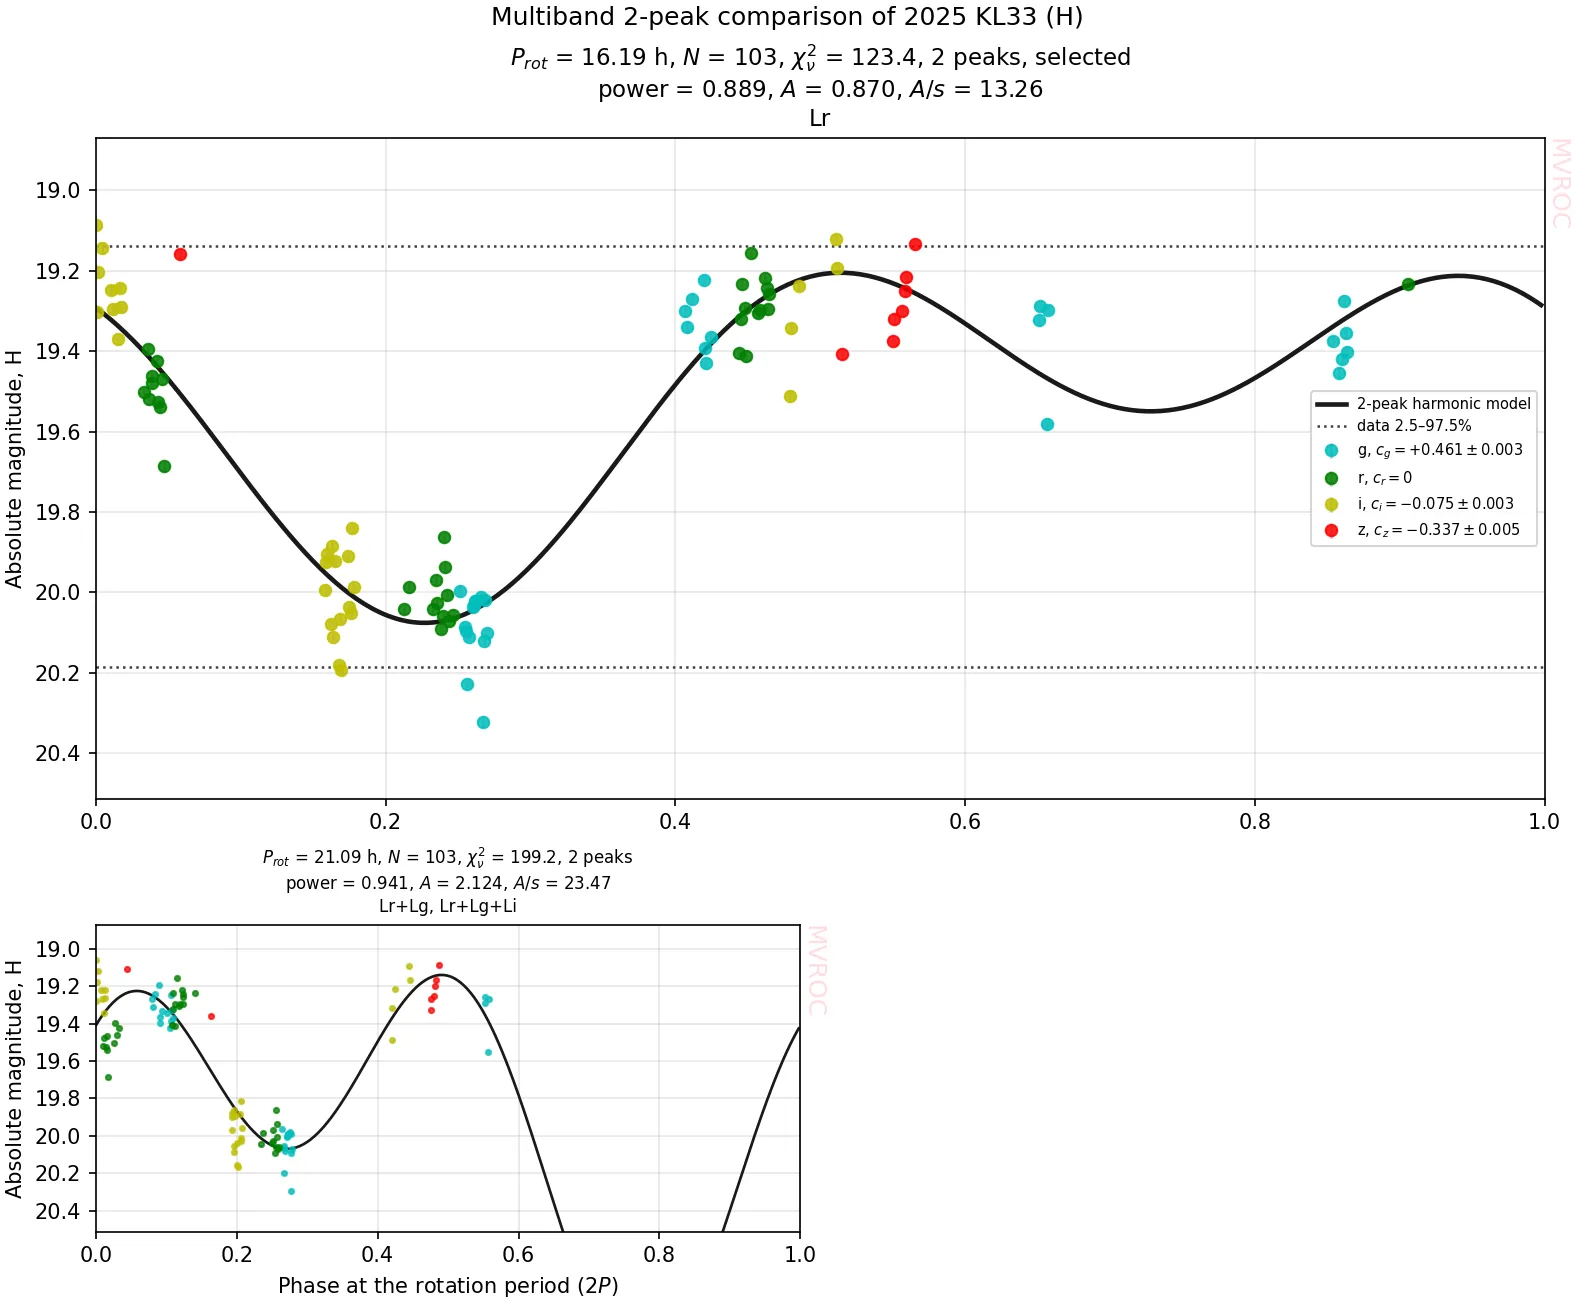 Multiband 2-peak comparison of 2025 KL33 (H)
P_rot = 16.19 h, N = 103, χ²_ν = 123.4, 2 peaks, selected
power = 0.889, A = 0.870, A/s = 13.26
Lr
MVROC
Absolute magnitude, H
19.0
19.2
19.4
19.6
19.8
20.0
20.2
20.4
2-peak harmonic model
data 2.5–97.5%
g, c_g = +0.461 ± 0.003
r, c_r = 0
i, c_i = −0.075 ± 0.003
z, c_z = −0.337 ± 0.005
0.0 0.2 0.4 0.6 0.8 1.0
P_rot = 21.09 h, N = 103, χ²_ν = 199.2, 2 peaks
power = 0.941, A = 2.124, A/s = 23.47
Lr+Lg, Lr+Lg+Li
MVROC
Absolute magnitude, H
19.0
19.2
19.4
19.6
19.8
20.0
20.2
20.4
0.0 0.2 0.4 0.6 0.8 1.0
Phase at the rotation period (2P)